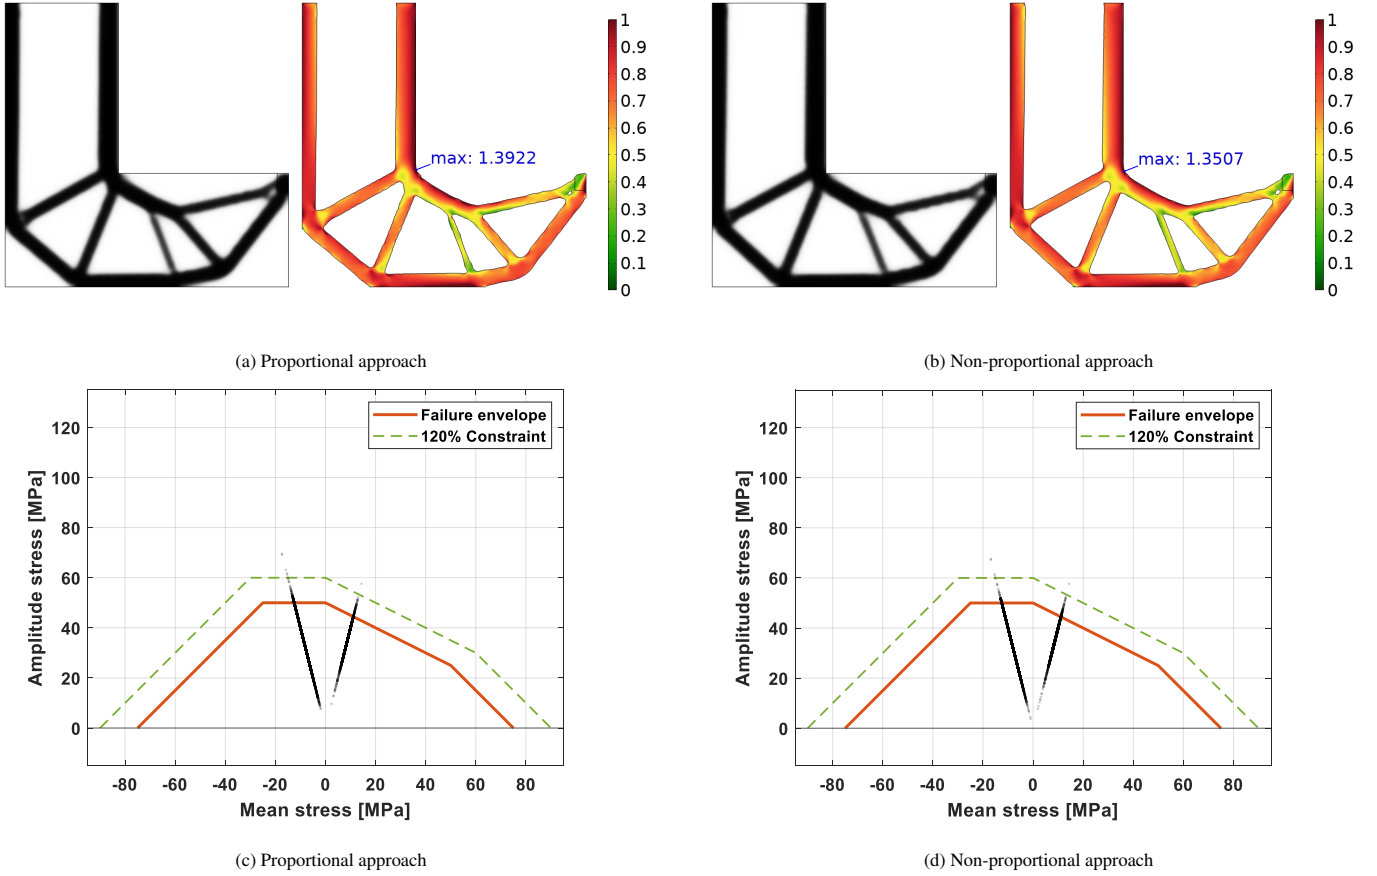 1
0.9
0.8
0.7
0.6
0.5
0.4
0.3
0.2
0.1
0
max: 1.3922
1
0.9
0.8
0.7
0.6
0.5
0.4
0.3
0.2
0.1
0
max: 1.3507
(a) Proportional approach
(b) Non-proportional approach
Failure envelope
120% Constraint
120
100
80
60
40
20
0
Amplitude stress [MPa]
-80 -60 -40 -20 0 20 40 60 80
Mean stress [MPa]
Failure envelope
120% Constraint
120
100
80
60
40
20
0
Amplitude stress [MPa]
-80 -60 -40 -20 0 20 40 60 80
Mean stress [MPa]
(c) Proportional approach
(d) Non-proportional approach